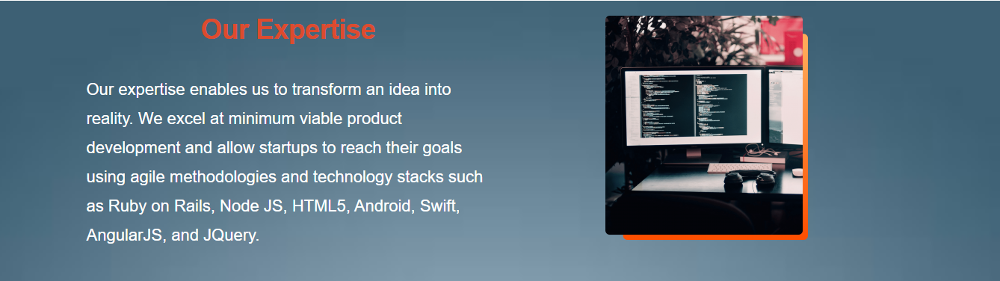 Our Expertise
Our expertise enables us to transform an idea into
reality. We excel at minimum viable product
development and allow startups to reach their goals
using agile methodologies and technology stacks such
as Ruby on Rails, Node JS, HTML5, Android, Swift,
AngularJS, and JQuery.